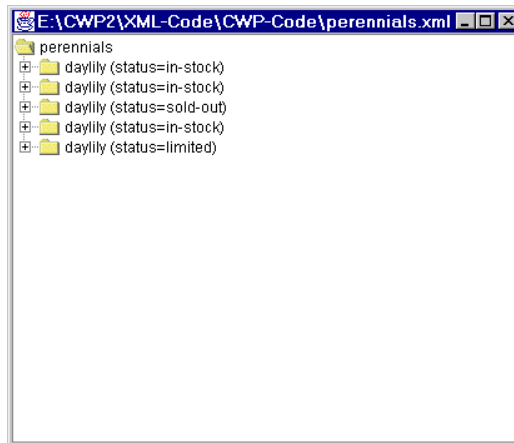 E:\CWP2\XML-Code\CWP-Code\perennials.xml
perennials
daylily (status=in-stock)
daylily (status=in-stock)
daylily (status=sold-out)
daylily (status=in-stock)
daylily (status=limited)